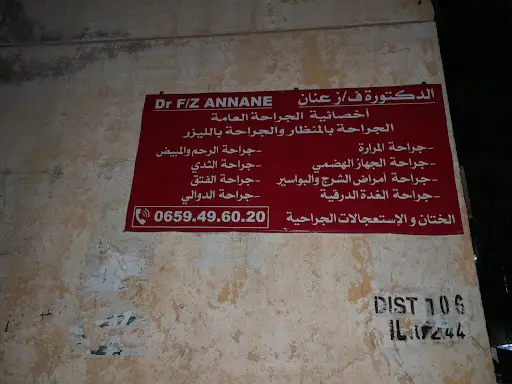 الدكتورة ف/ز عنان Dr F/Z ANNANE
أخصائية الجراحة العامة
الجراحة بالمنظار والجراحة بالليزر
-جراحة المرارة
-جراحة الجهاز الهضمي
-جراحة أمراض الشرج والبواسير
-جراحة الغدة الدرقية
-جراحة الرحم والمبيض
-جراحة الثدي
-جراحة الفتق
-جراحة الدوالي
الختان و الإستعجالات الجراحية
0659.49.60.20
DIST 106